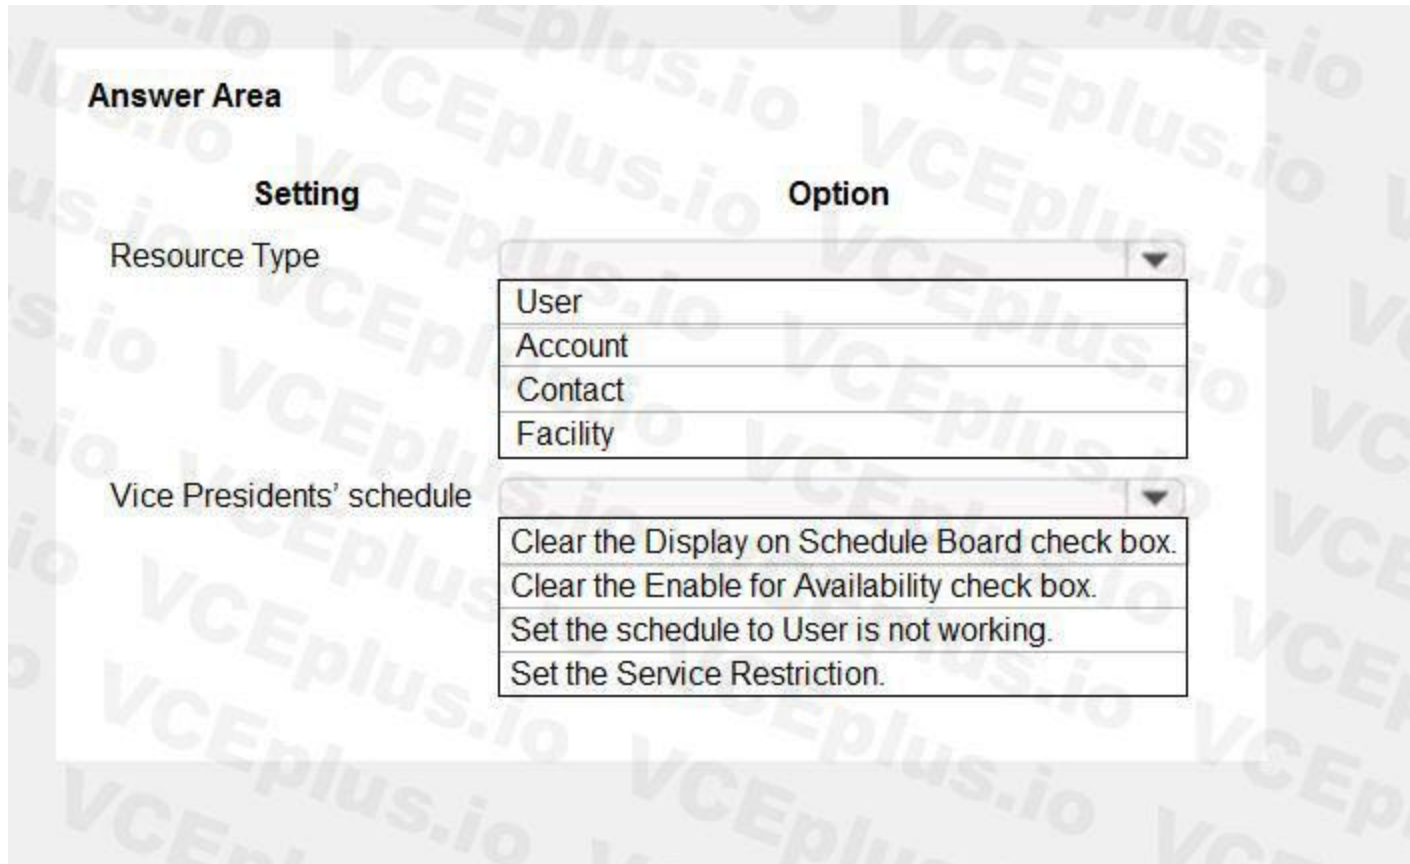 Answer Area
Setting Option
Resource Type
User
Account
Contact
Facility
Vice Presidents' schedule
Clear the Display on Schedule Board check box.
Clear the Enable for Availability check box.
Set the schedule to User is not working.
Set the Service Restriction.
VCEplus.io